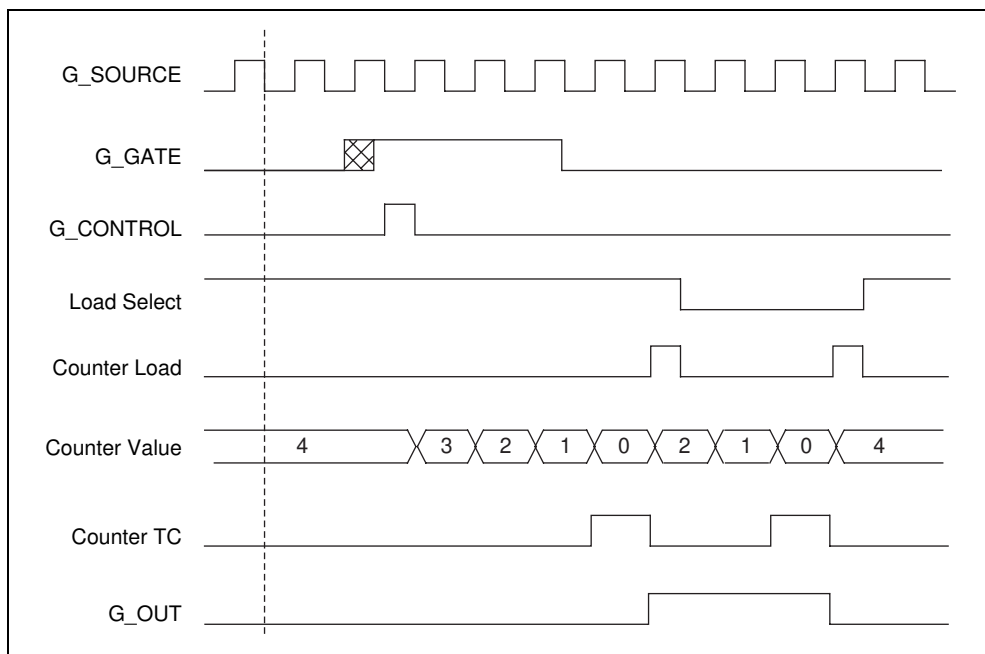 G_SOURCE
G_GATE
G_CONTROL
Load Select
Counter Load
Counter Value 4 3 2 1 0 2 1 0 4
Counter TC
G_OUT